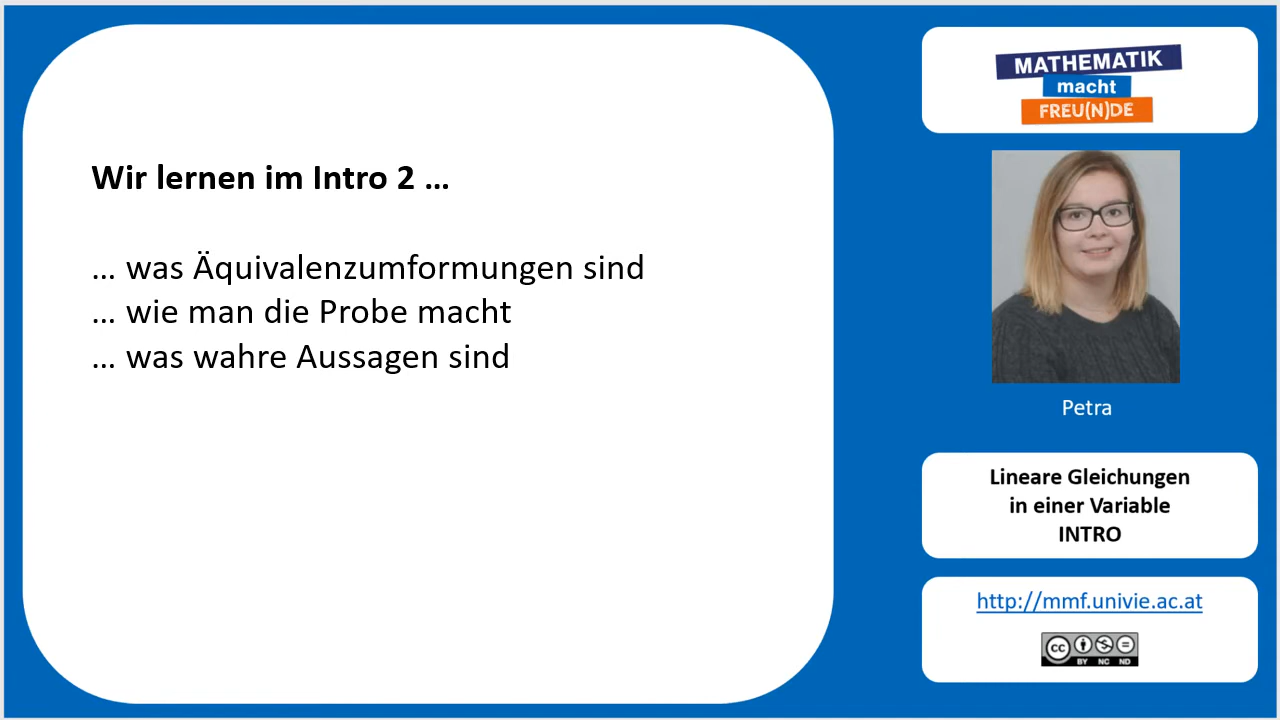 Wir lernen im Intro 2 …
… was Äquivalenzumformungen sind
… wie man die Probe macht
… was wahre Aussagen sind
MATHEMATIK
macht
FREU(N)DE
Petra
Lineare Gleichungen
in einer Variable
INTRO
http://mmf.univie.ac.at
cc
BY NC ND